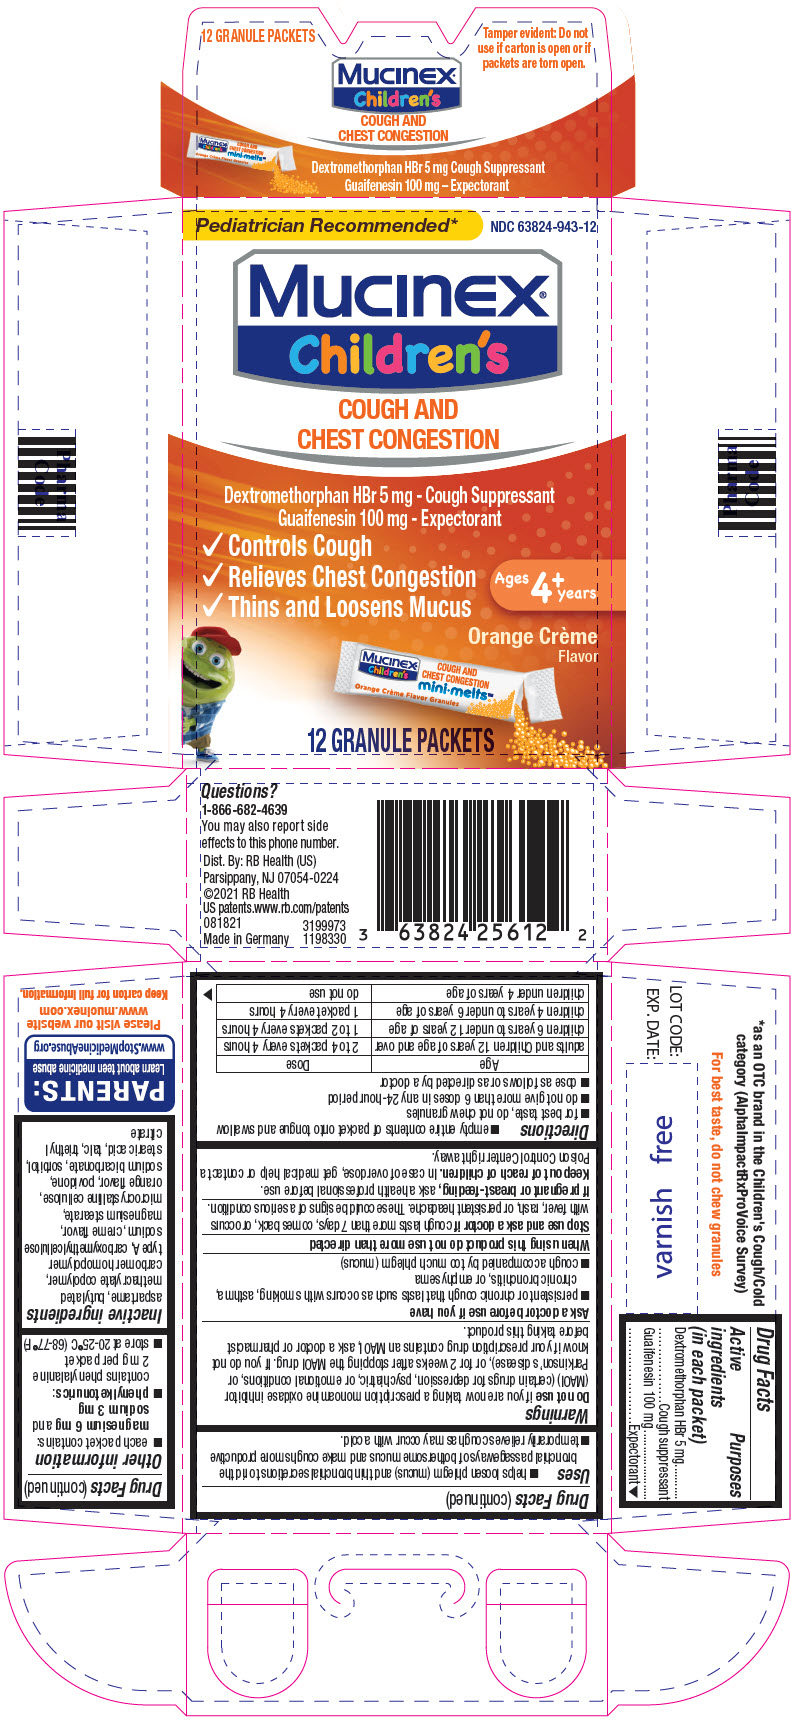 12 GRANULE PACKETS
Tamper evident: Do not
use if carton is open or if
packets are torn open.
Mucinex®
Children's
COUGH AND
CHEST CONGESTION
Mucinex
Children's
COUGH AND
CHEST CONGESTION
mini-melts™
Orange Crème Flavor Granules
Dextromethorphan HBr 5 mg Cough Suppressant
Guaifenesin 100 mg – Expectorant
Pediatrician Recommended*
NDC 63824-943-12
Mucinex®
Children's
COUGH AND
CHEST CONGESTION
Pharma
Code
Pharma
Code
Dextromethorphan HBr 5 mg - Cough Suppressant
Guaifenesin 100 mg - Expectorant
✓ Controls Cough
✓ Relieves Chest Congestion
✓ Thins and Loosens Mucus
Ages 4+ years
Orange Crème
Flavor
Mucinex
Children's
COUGH AND
CHEST CONGESTION
mini-melts™
Orange Crème Flavor Granules
12 GRANULE PACKETS
Questions?
1-866-682-4639
You may also report side
effects to this phone number.
Dist. By: RB Health (US)
Parsippany, NJ 07054-0224
©2021 RB Health
US patents.www.rb.com/patents
081821 3199973
Made in Germany 1198330
3 63824 25612 2
*as an OTC brand in the Children's Cough/Cold
category (AlphaImpactRxProVoice Survey)
For best taste, do not chew granules
LOT CODE:
EXP. DATE:
varnish free
Drug Facts
Active Purposes
ingredients
(in each packet)
Dextromethorphan HBr 5 mg.........
..................Cough suppressant
Guaifenesin 100 mg..................
..................Expectorant▼
Drug Facts (continued)
Uses ■ helps loosen phlegm (mucus) and thin bronchial secretions to rid the
bronchial passageways of bothersome mucus and make coughs more productive
■ temporarily relieves cough as may occur with a cold.
Warnings
Do not use if you are now taking a prescription monoamine oxidase inhibitor
(MAOI) (certain drugs for depression, psychiatric, or emotional conditions, or
Parkinson's disease), or for 2 weeks after stopping the MAOI drug. If you do not
know if your prescription drug contains an MAOI, ask a doctor or pharmacist
before taking this product.
Ask a doctor before use if you have
■ persistent or chronic cough that lasts such as occurs with smoking, asthma,
chronic bronchitis, or emphysema
■ cough accompanied by too much phlegm (mucus)
When using this product do not use more than directed
Stop use and ask a doctor if cough lasts more than 7 days, comes back, or occurs
with fever, rash, or persistent headache. These could be signs of a serious condition.
If pregnant or breast-feeding, ask a health professional before use.
Keep out of reach of children. In case of overdose, get medical help or contact a
Poison Control Center right away.
Directions ■ empty entire contents of packet onto tongue and swallow
■ for best taste, do not chew granules
■ do not give more than 6 doses in any 24-hour period
■ dose as follows or as directed by a doctor
Age Dose
adults and Children 12 years of age and over 2 to 4 packets every 4 hours
children 6 years to under 12 years of age 1 to 2 packets every 4 hours
children 4 years to under 6 years of age 1 packet every 4 hours
children under 4 years of age do not use
Drug Facts (continued)
Other information
■ each packet contains:
magnesium 6 mg and
sodium 3 mg
■ phenylketonurics:
contains phenylalanine
2 mg per packet
■ store at 20-25°C (68-77°F)
Inactive ingredients
aspartame, butylated
methacrylate copolymer,
carbomer homopolymer
type A, carboxymethylcellulose
sodium, creme flavor,
magnesium stearate,
microcrystalline cellulose,
orange flavor, povidone,
sodium bicarbonate, sorbitol,
stearic acid, talc, triethyl
citrate
PARENTS:
Learn about teen medicine abuse
www.StopMedicineAbuse.org
Please visit our website
www.mucinex.com
Keep carton for full information.